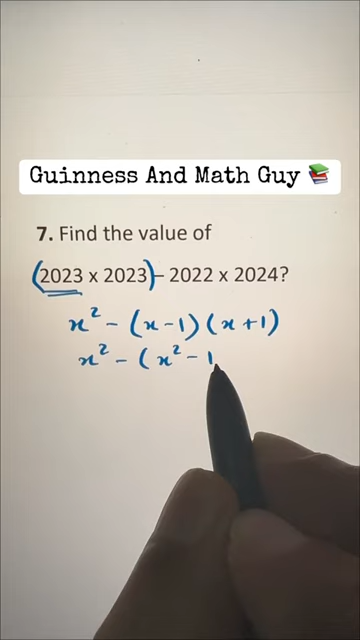 Guinness And Math Guy 📚
7. Find the value of
(2023 x 2023) - 2022 x 2024?
x² - (x-1)(x+1)
x² - (x² - 1